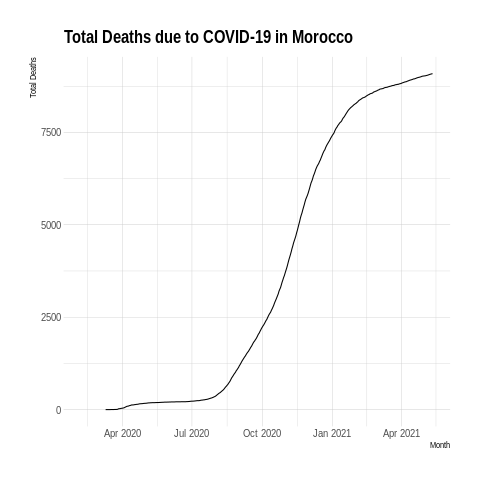 Total Deaths due to COVID-19 in Morocco
Total Deaths
7500
5000
2500
0
Apr 2020 Jul 2020 Oct 2020 Jan 2021 Apr 2021
Month